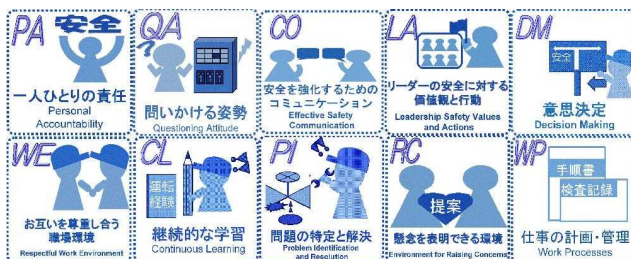 PA
安全
一人ひとりの責任
Personal
Accountability
QA
?
問いかける姿勢
Questioning Attitude
CO
安全を強化するための
コミュニケーション
Effective Safety
Communication
LA
リーダーの安全に対する
価値観と行動
Leadership Safety Values
and Actions
DM
安全
意思決定
Decision Making
WE
お互いを尊重し合う
職場環境
Respectful Work Environment
CL
運転
経験
継続的な学習
Continuous Learning
PI
問題の特定と解決
Problem Identification
and Resolution
RC
提案
懸念を表明できる環境
Environment for Raising Concerns
WP
手順書
検査記録
仕事の計画・管理
Work Processes